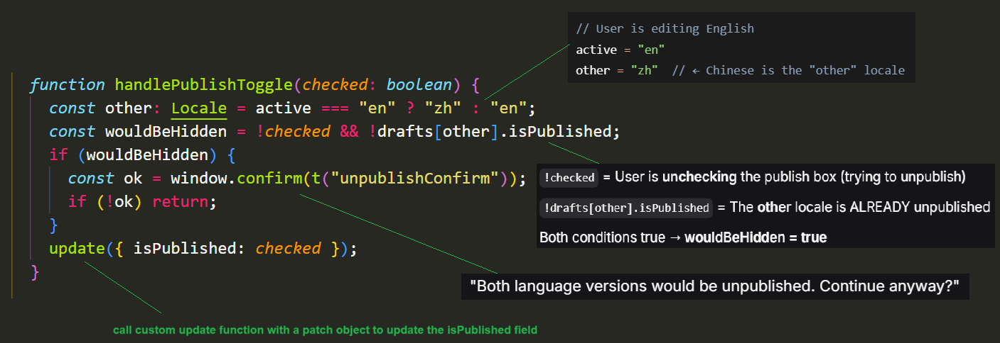 // User is editing English
active = "en"
other = "zh"  // ← Chinese is the "other" locale
function handlePublishToggle(checked: boolean) {
  const other: Locale = active === "en" ? "zh" : "en";
  const wouldBeHidden = !checked && !drafts[other].isPublished;
  if (wouldBeHidden) {
    const ok = window.confirm(t("unpublishConfirm"));
    if (!ok) return;
  }
  update({ isPublished: checked });
}
!checked = User is unchecking the publish box (trying to unpublish)
!drafts[other].isPublished = The other locale is ALREADY unpublished
Both conditions true → wouldBeHidden = true
"Both language versions would be unpublished. Continue anyway?"
call custom update function with a patch object to update the isPublished field